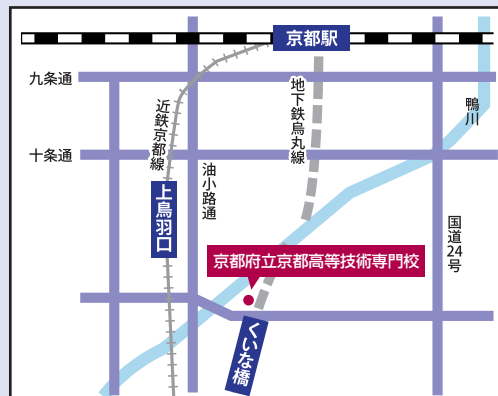 京都駅
九条通
地下鉄烏丸線
鴨川
近鉄京都線
十条通
油小路通
上鳥羽口
国道24号
京都府立京都高等技術専門校
くいな橋